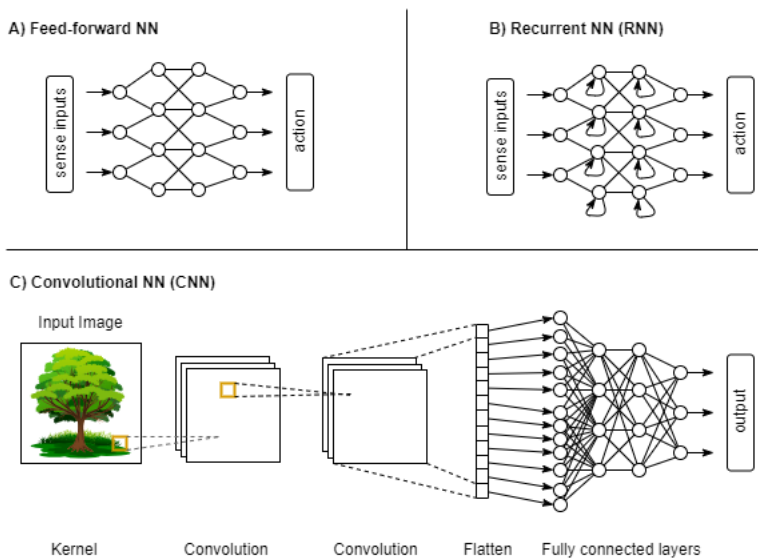 A) Feed-forward NN
sense inputs
action
B) Recurrent NN (RNN)
sense inputs
action
C) Convolutional NN (CNN)
Input Image
output
Kernel
Convolution
Convolution
Flatten
Fully connected layers